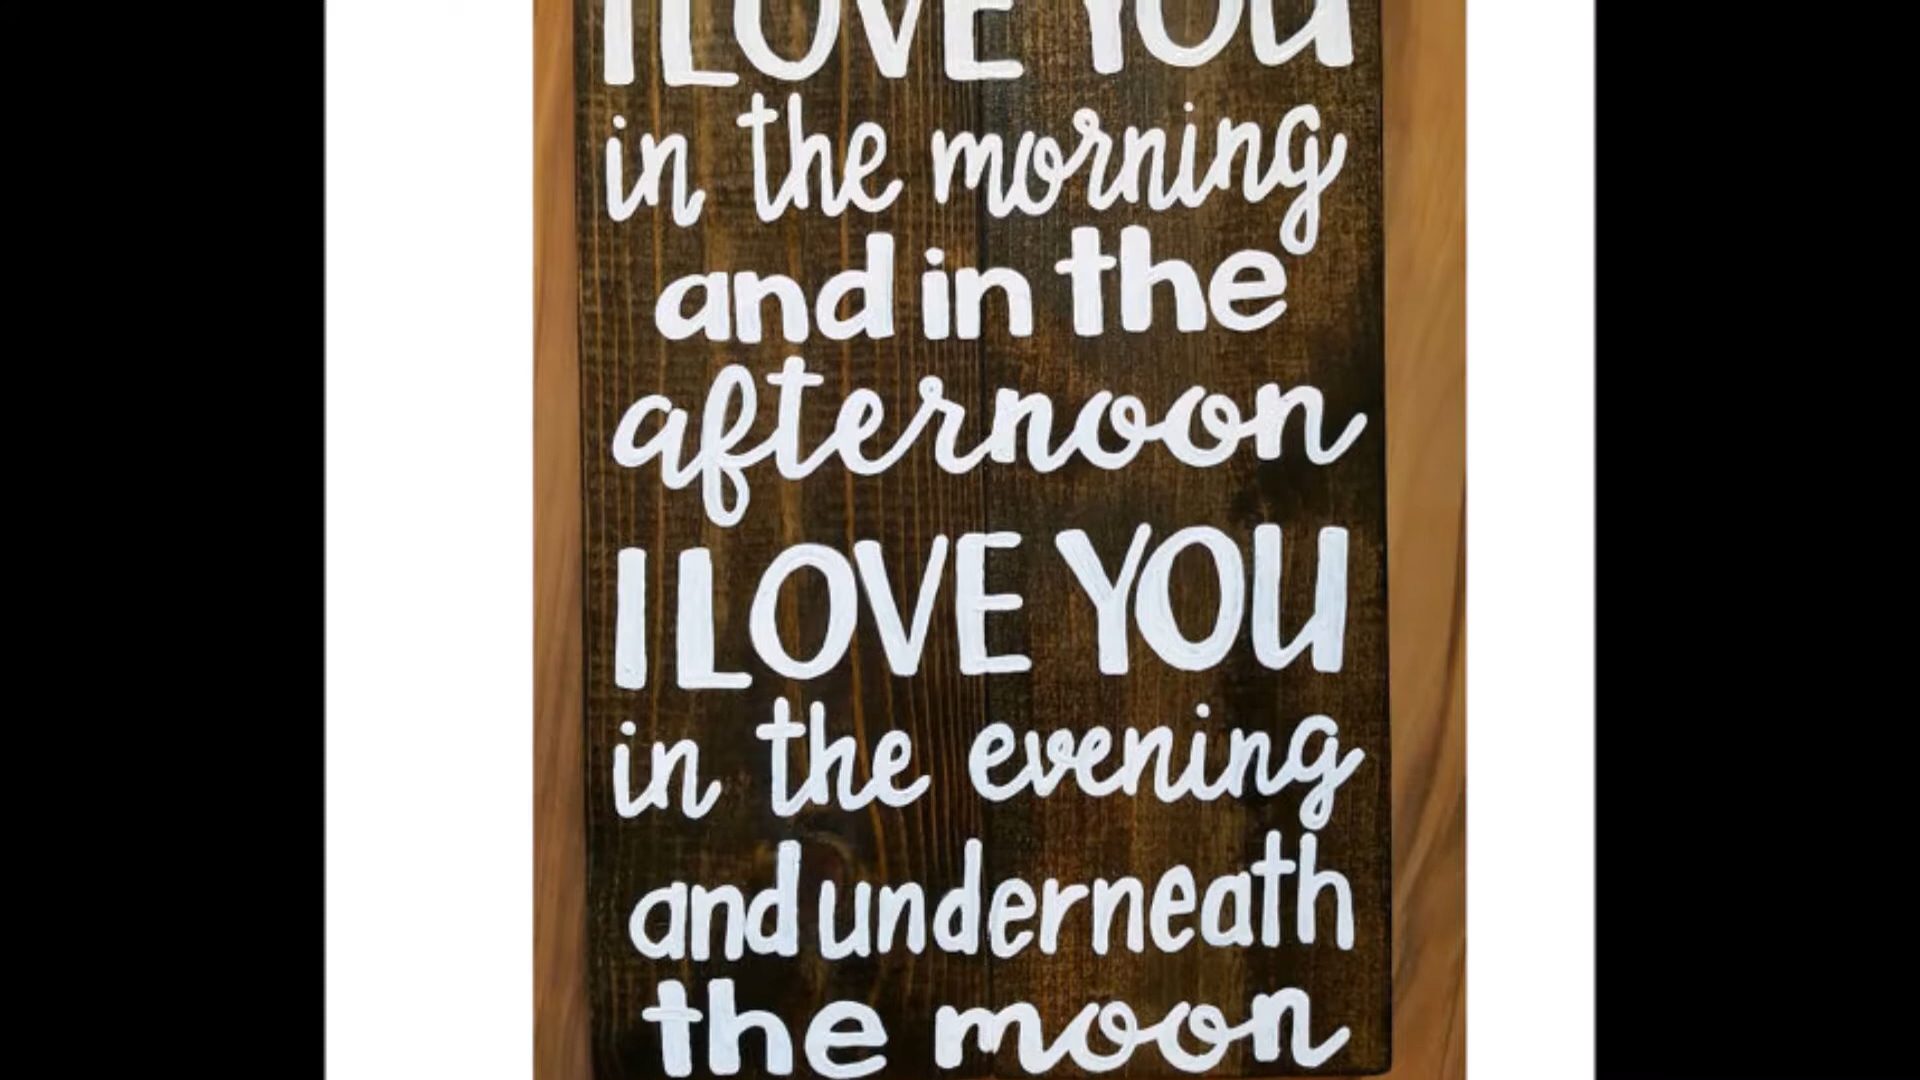 I LOVE YOU
in the morning
and in the
afternoon
I LOVE YOU
in the evening
and underneath
the moon